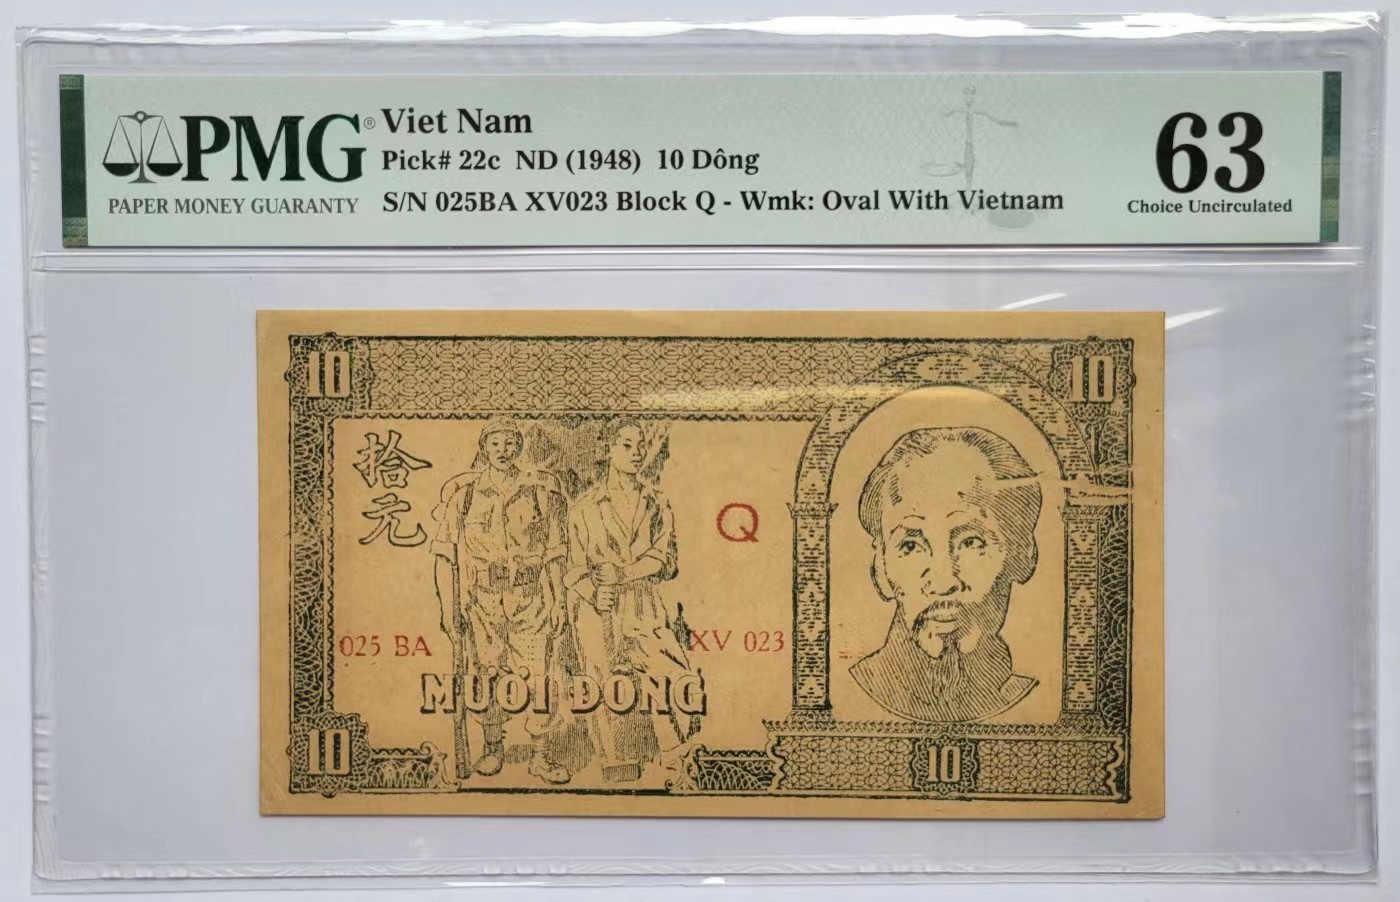 PMG®
PAPER MONEY GUARANTY
Viet Nam
Pick# 22c ND (1948) 10 Dông
S/N 025BA XV023 Block Q - Wmk: Oval With Vietnam
63
Choice Uncirculated
10
10
拾
元
Q
025 BA
XV 023
MƯỜI ĐỒNG
10
10